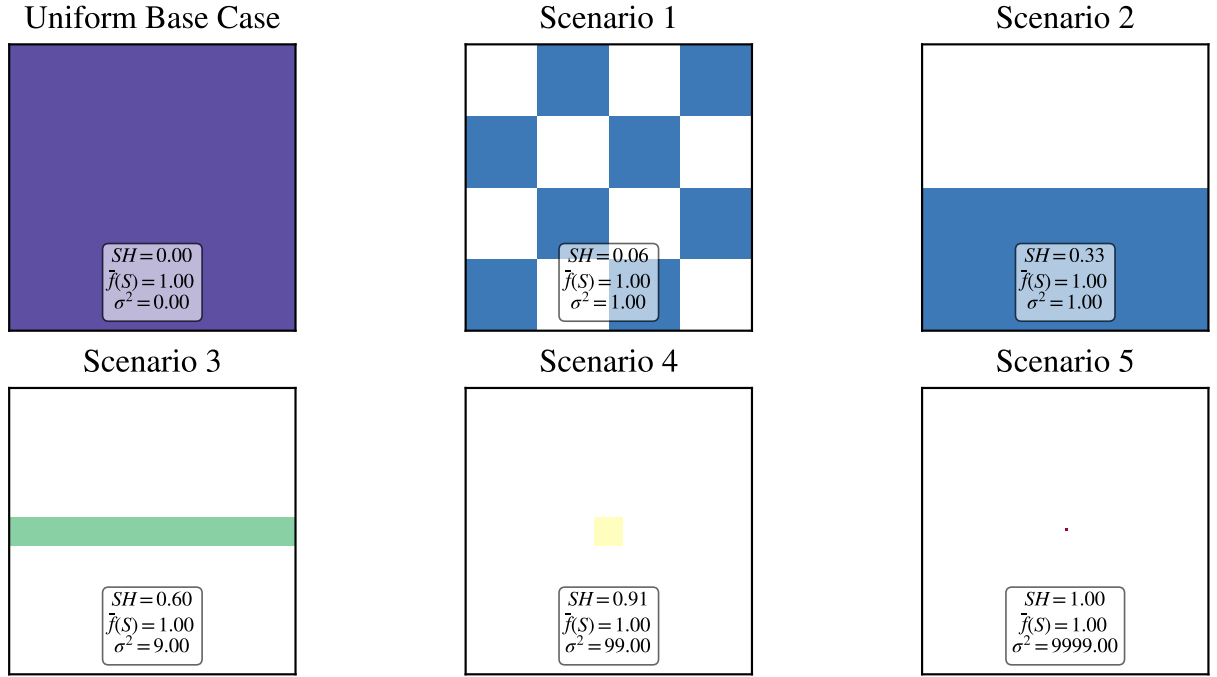 Uniform Base Case
SH = 0.00
f̄(S) = 1.00
σ² = 0.00
Scenario 1
SH = 0.06
f̄(S) = 1.00
σ² = 1.00
Scenario 2
SH = 0.33
f̄(S) = 1.00
σ² = 1.00
Scenario 3
SH = 0.60
f̄(S) = 1.00
σ² = 9.00
Scenario 4
SH = 0.91
f̄(S) = 1.00
σ² = 99.00
Scenario 5
SH = 1.00
f̄(S) = 1.00
σ² = 9999.00